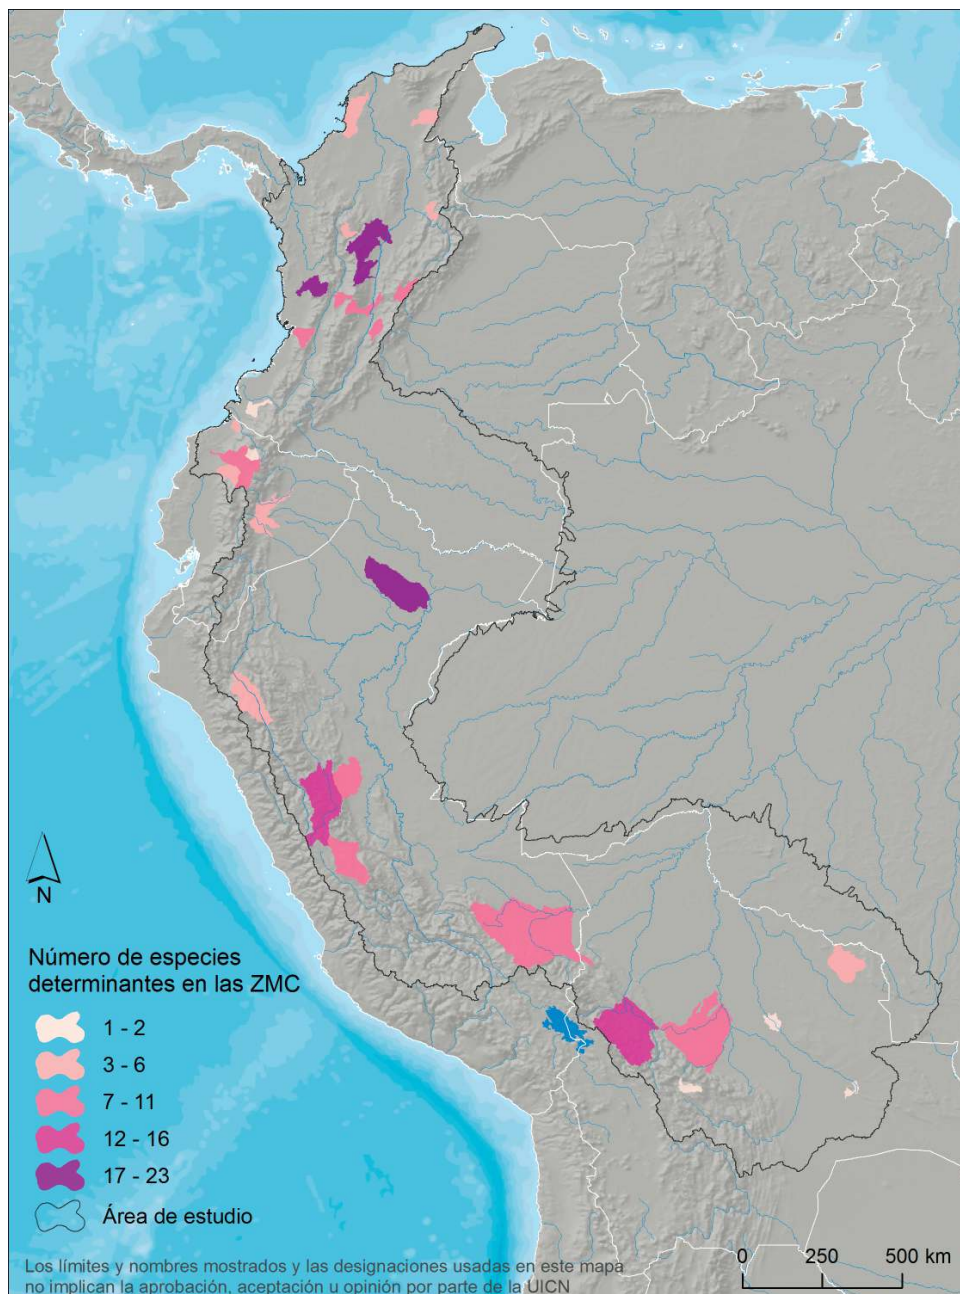 N
Número de especies
determinantes en las ZMC
1 - 2
3 - 6
7 - 11
12 - 16
17 - 23
Área de estudio
0 250 500 km
Los límites y nombres mostrados y las designaciones usadas en este mapa
no implican la aprobación, aceptación u opinión por parte de la UICN